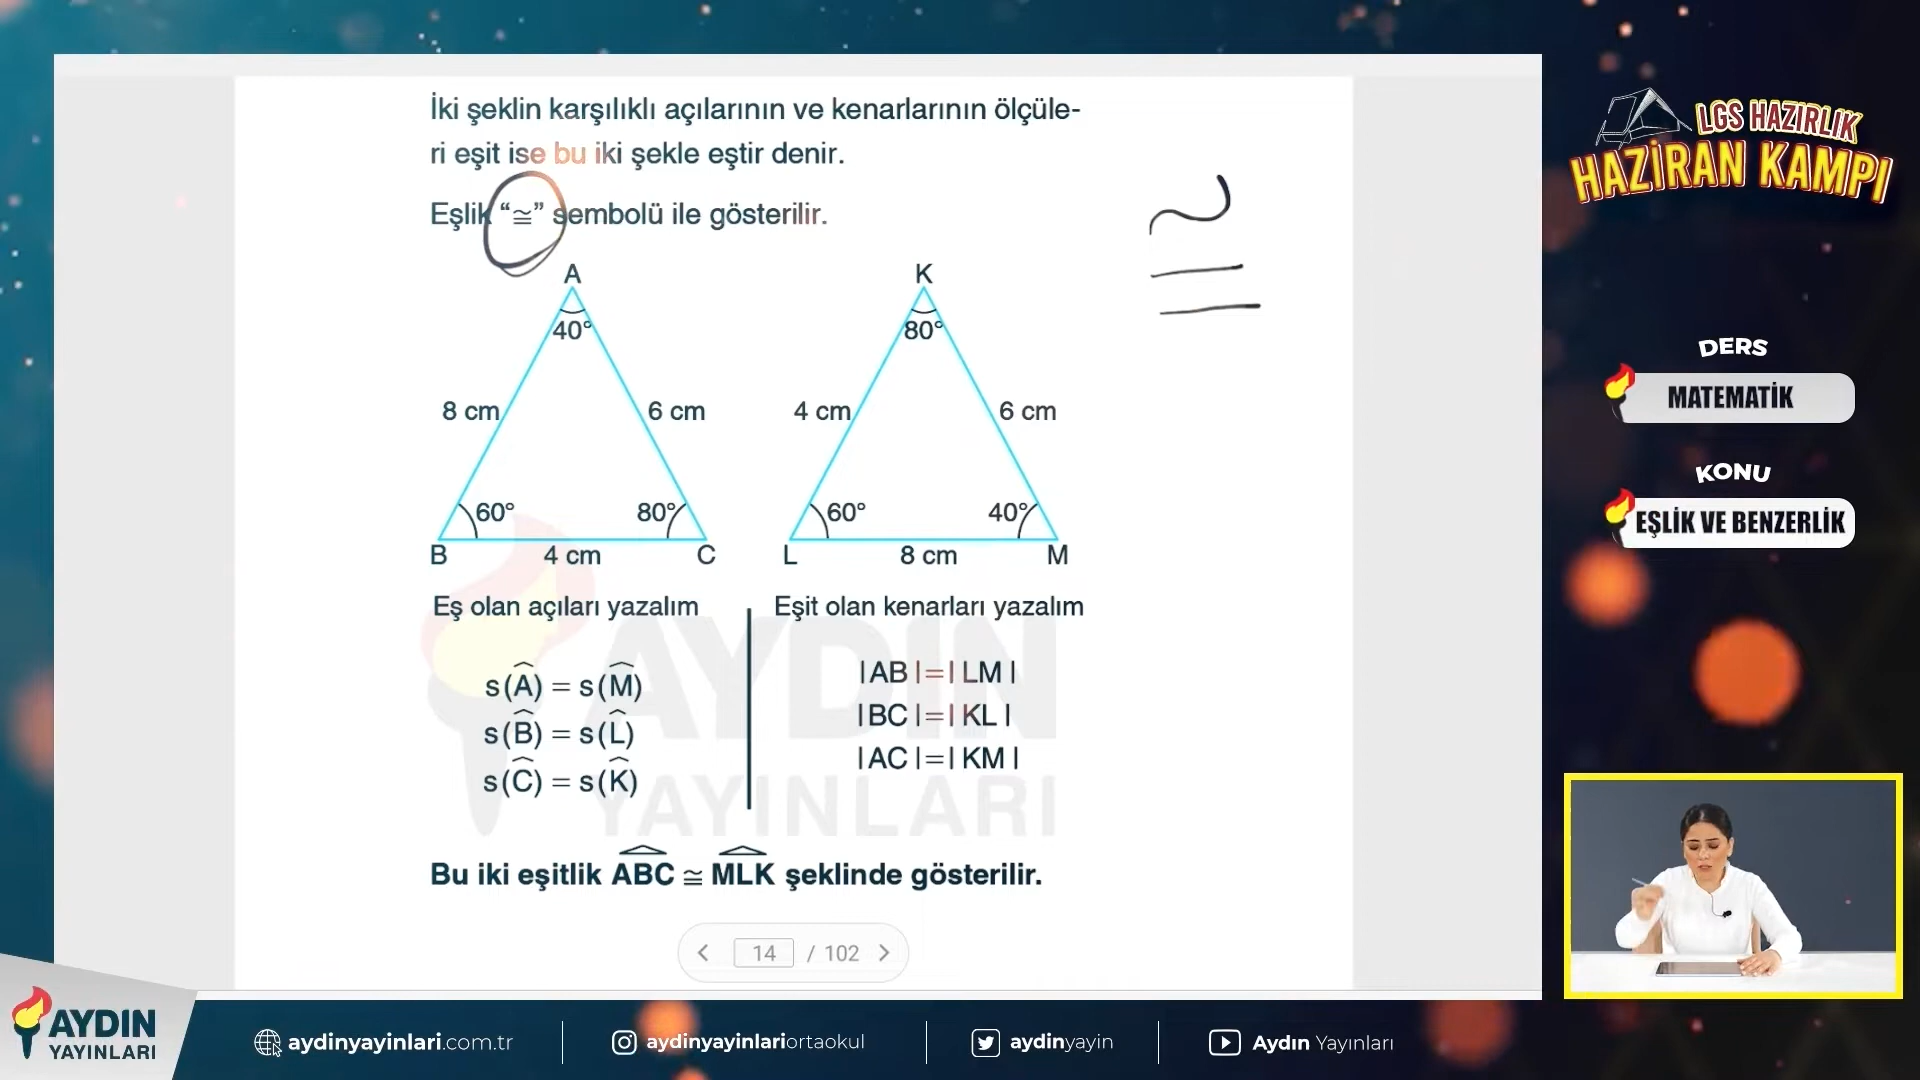 İki şeklin karşılıklı açılarının ve kenarlarının ölçüle-
ri eşit ise bu iki şekle eştir denir.
Eşlik “≅” sembolü ile gösterilir.
≅
A
40°
8 cm
6 cm
60°
80°
B
4 cm
C
K
80°
4 cm
6 cm
60°
40°
L
8 cm
M
Eş olan açıları yazalım
s(Â) = s(M̂)
s(B̂) = s(L̂)
s(Ĉ) = s(K̂)
Eşit olan kenarları yazalım
|AB|=|LM|
|BC|=|KL|
|AC|=|KM|
Bu iki eşitlik ABC ≅ MLK şeklinde gösterilir.
AYDIN
YAYINLARI
14 / 102
LGS HAZIRLIK
HAZİRAN KAMPI
DERS
MATEMATİK
KONU
EŞLİK VE BENZERLİK
AYDIN
YAYINLARI
aydinyayinlari.com.tr
aydinyayinlariortaokul
aydinyayin
Aydın Yayınları